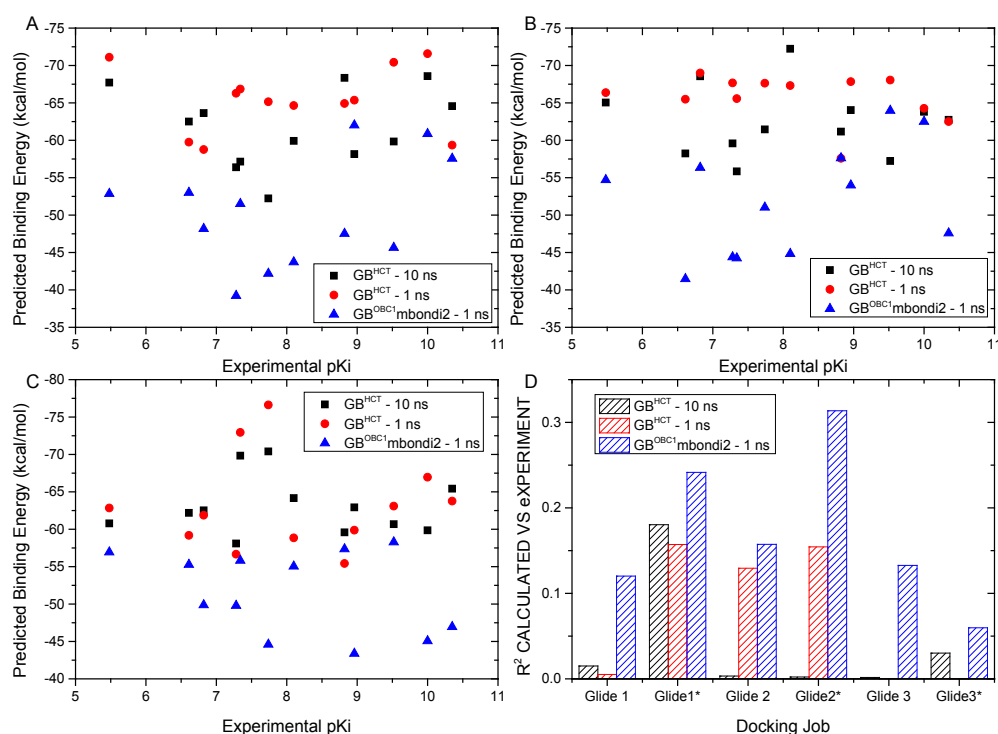 A
Predicted Binding Energy (kcal/mol)
-75
-70
-65
-60
-55
-50
-45
-40
-35
GB^HCT - 10 ns
GB^HCT - 1 ns
GB^OBC1mbondi2 - 1 ns
5 6 7 8 9 10 11
Experimental pKi
B
Predicted Binding Energy (kcal/mol)
-75
-70
-65
-60
-55
-50
-45
-40
-35
GB^HCT - 10 ns
GB^HCT - 1 ns
GB^OBC1mbondi2 - 1 ns
5 6 7 8 9 10 11
Experimental pKi
C
Predicted Binding Energy (kcal/mol)
-80
-75
-70
-65
-60
-55
-50
-45
-40
GB^HCT - 10 ns
GB^HCT - 1 ns
GB^OBC1mbondi2 - 1 ns
5 6 7 8 9 10 11
Experimental pKi
D
R² CALCULATED VS eXPERIMENT
0.3
0.2
0.1
0.0
GB^HCT - 10 ns
GB^HCT - 1 ns
GB^OBC1mbondi2 - 1 ns
Glide 1 Glide1* Glide 2 Glide2* Glide 3 Glide3*
Docking Job